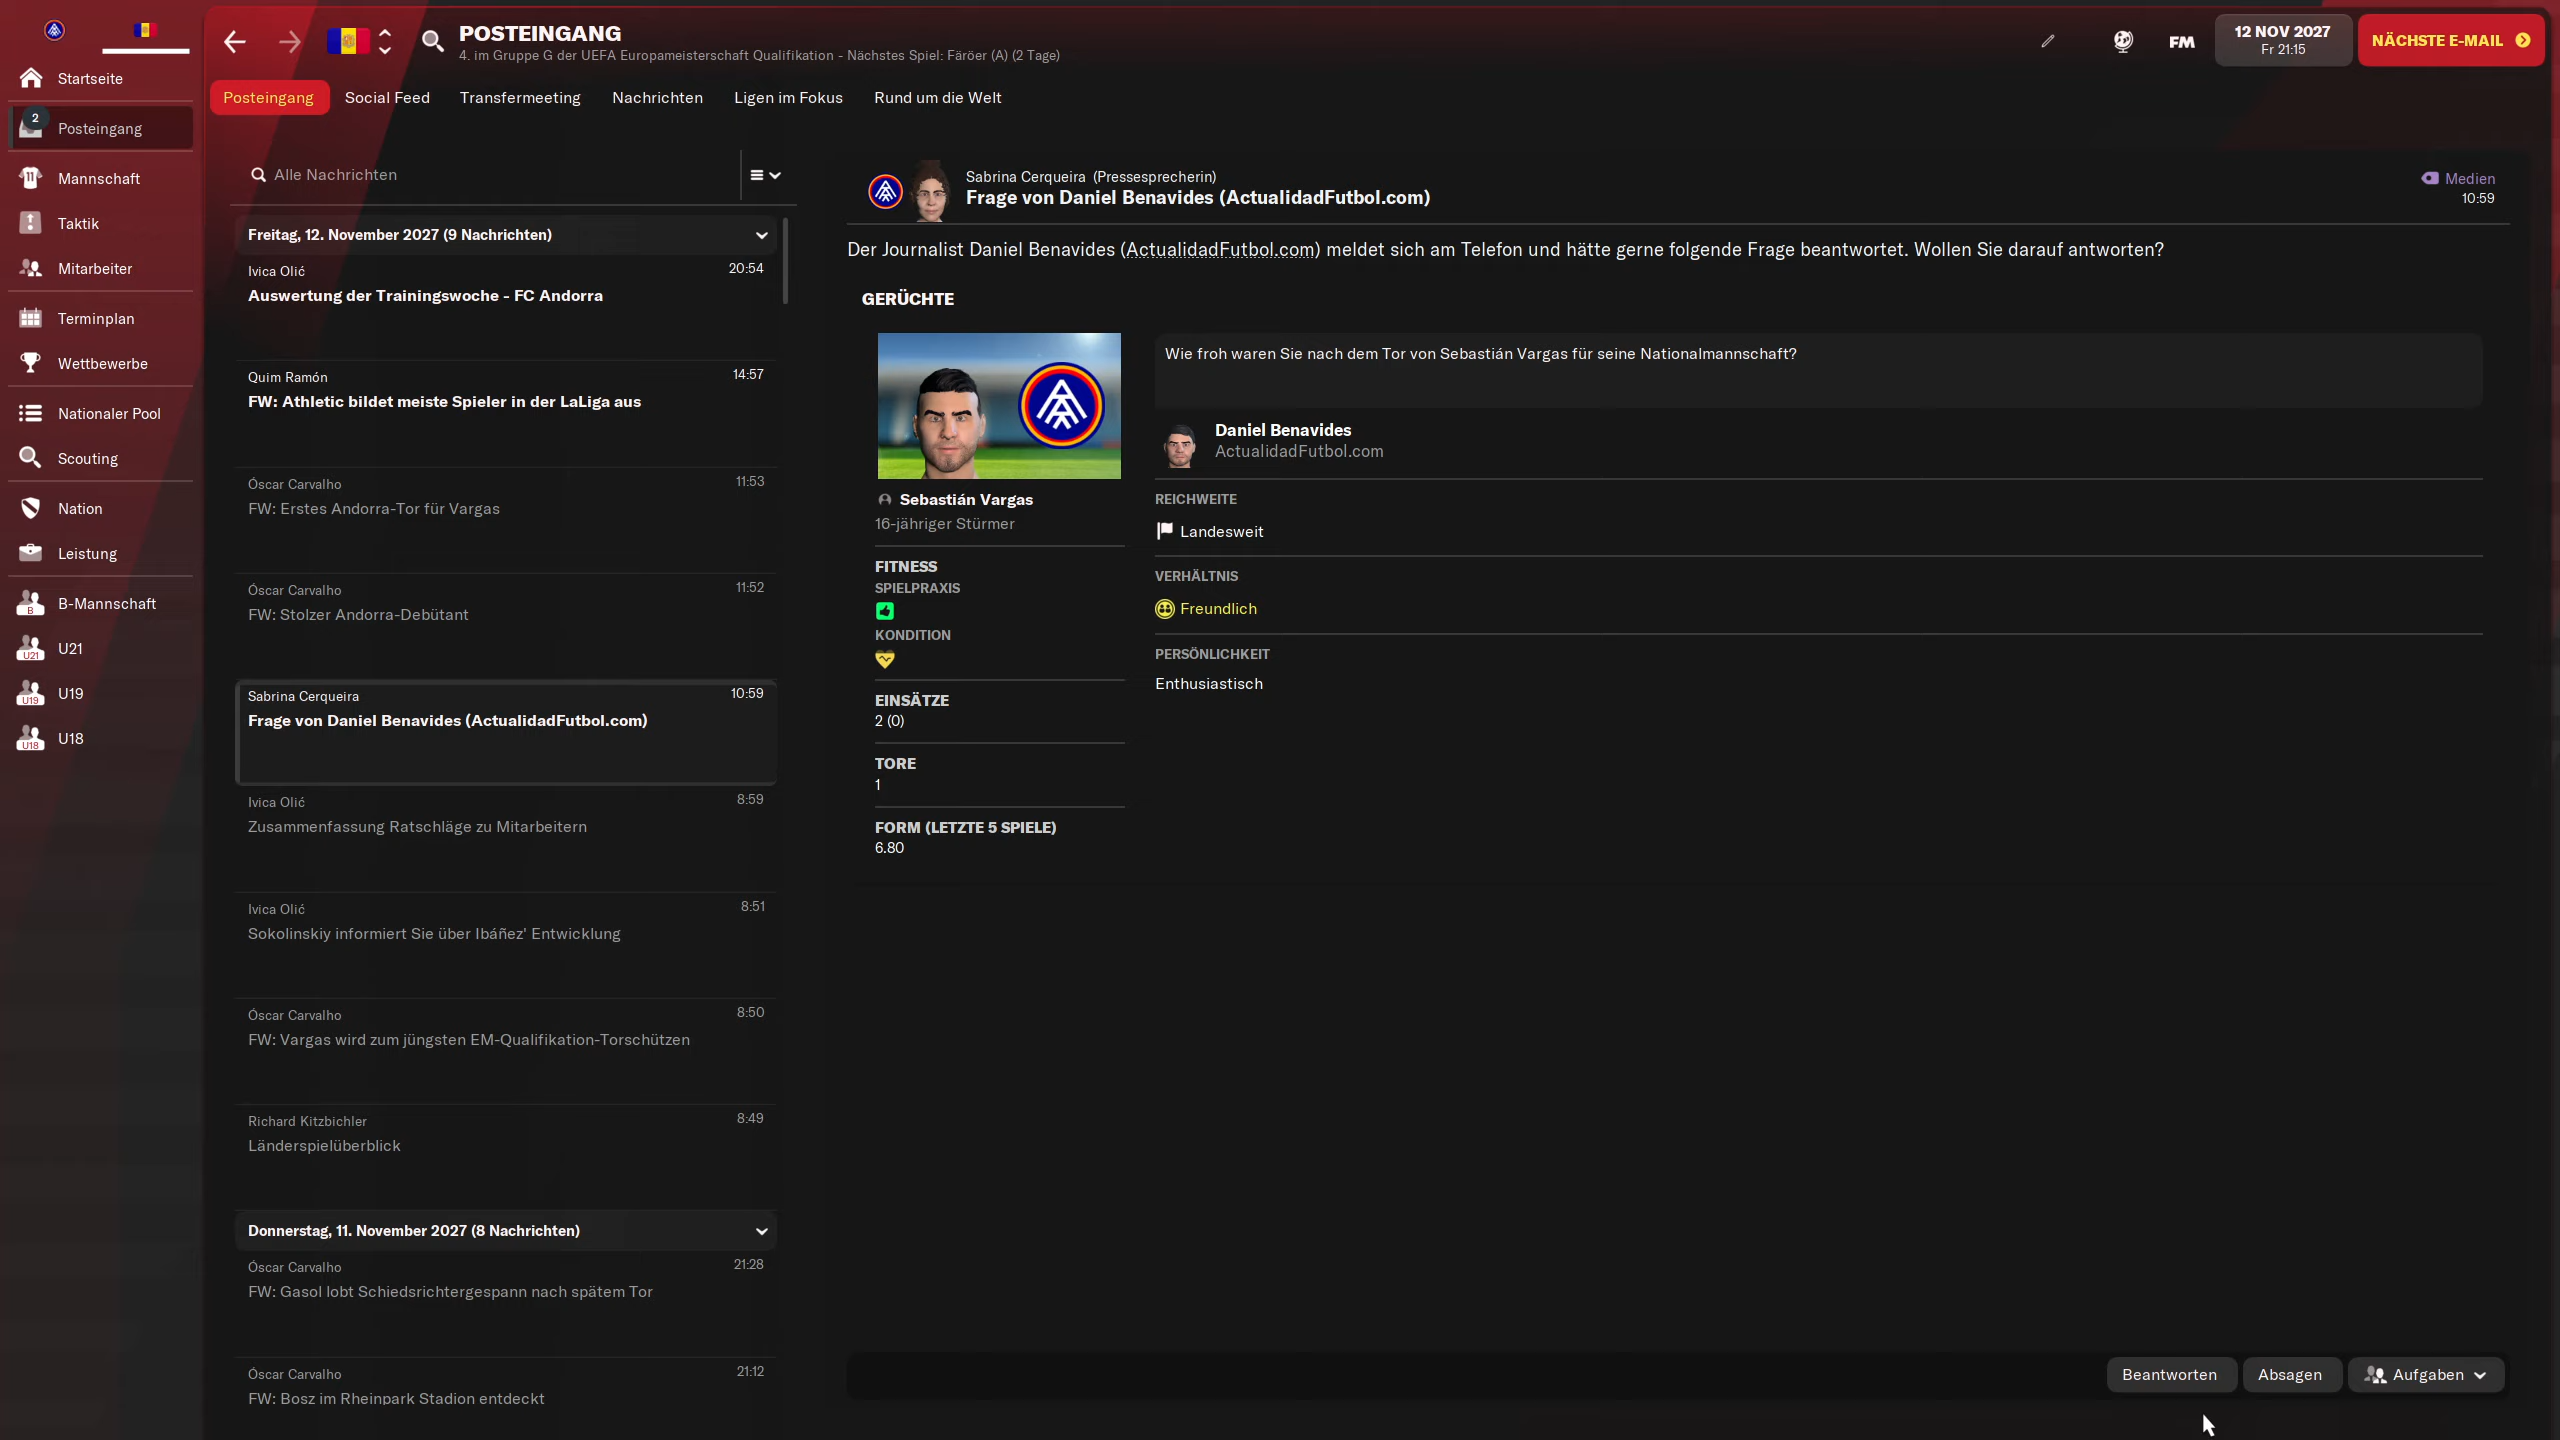 POSTEINGANG
4. im Gruppe G der UEFA Europameisterschaft Qualifikation - Nächstes Spiel: Färöer (A) (2 Tage)
FM
12 NOV 2027
Fr 21:15
NÄCHSTE E-MAIL
Startseite
2
Posteingang
11
Mannschaft
Taktik
Mitarbeiter
Terminplan
Wettbewerbe
Nationaler Pool
Scouting
Nation
Leistung
B
B-Mannschaft
U21
U21
U19
U19
U18
U18
Posteingang
Social Feed
Transfermeeting
Nachrichten
Ligen im Fokus
Rund um die Welt
Alle Nachrichten
Freitag, 12. November 2027 (9 Nachrichten)
Ivica Olić 20:54
Auswertung der Trainingswoche - FC Andorra
Quim Ramón 14:57
FW: Athletic bildet meiste Spieler in der LaLiga aus
Óscar Carvalho 11:53
FW: Erstes Andorra-Tor für Vargas
Óscar Carvalho 11:52
FW: Stolzer Andorra-Debütant
Sabrina Cerqueira 10:59
Frage von Daniel Benavides (ActualidadFutbol.com)
Ivica Olić 8:59
Zusammenfassung Ratschläge zu Mitarbeitern
Ivica Olić 8:51
Sokolinskiy informiert Sie über Ibáñez' Entwicklung
Óscar Carvalho 8:50
FW: Vargas wird zum jüngsten EM-Qualifikation-Torschützen
Richard Kitzbichler 8:49
Länderspielüberblick
Donnerstag, 11. November 2027 (8 Nachrichten)
Óscar Carvalho 21:28
FW: Gasol lobt Schiedsrichtergespann nach spätem Tor
Óscar Carvalho 21:12
FW: Bosz im Rheinpark Stadion entdeckt
Sabrina Cerqueira (Pressesprecherin)
Frage von Daniel Benavides (ActualidadFutbol.com)
Medien
10:59
Der Journalist Daniel Benavides (ActualidadFutbol.com) meldet sich am Telefon und hätte gerne folgende Frage beantwortet. Wollen Sie darauf antworten?
GERÜCHTE
Sebastián Vargas
16-jähriger Stürmer
FITNESS
SPIELPRAXIS
KONDITION
EINSÄTZE
2 (0)
TORE
1
FORM (LETZTE 5 SPIELE)
6.80
Wie froh waren Sie nach dem Tor von Sebastián Vargas für seine Nationalmannschaft?
Daniel Benavides
ActualidadFutbol.com
REICHWEITE
Landesweit
VERHÄLTNIS
Freundlich
PERSÖNLICHKEIT
Enthusiastisch
Beantworten
Absagen
Aufgaben